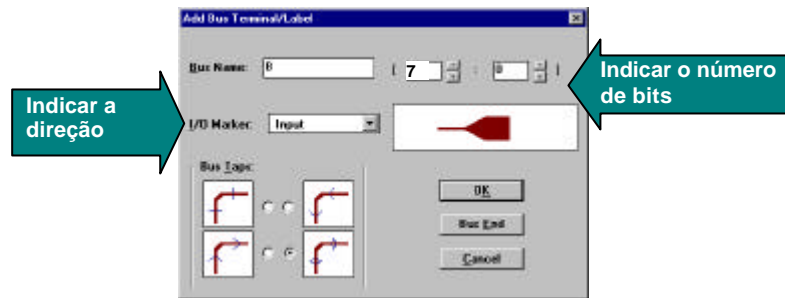 Add Bus Terminal/Label
Bus Name: B [ 7 : 0 ]
Indicar o número
de bits
Indicar a
direção
I/O Marker: Input
Bus Taps:
OK
Bus End
Cancel